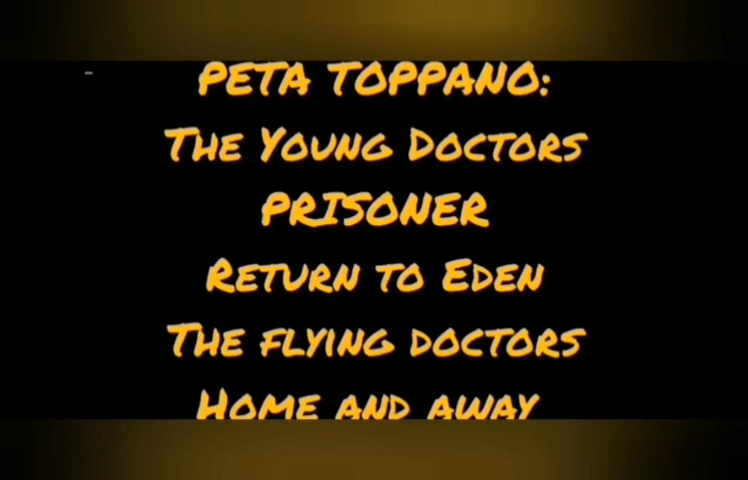 PETA TOPPANO:
THE YOUNG DOCTORS
PRISONER
RETURN TO EDEN
THE FLYING DOCTORS
HOME AND AWAY